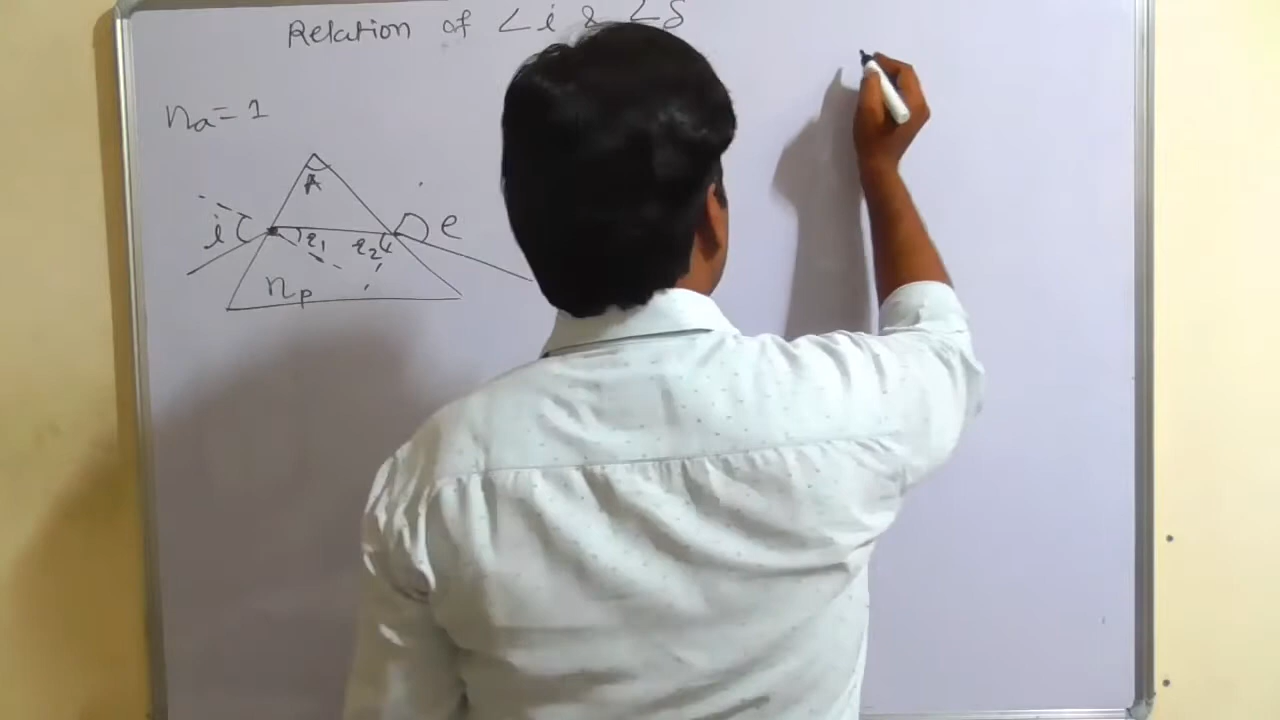 Relation of ∠i & ∠δ
na = 1
A
i
r1
r2
e
np